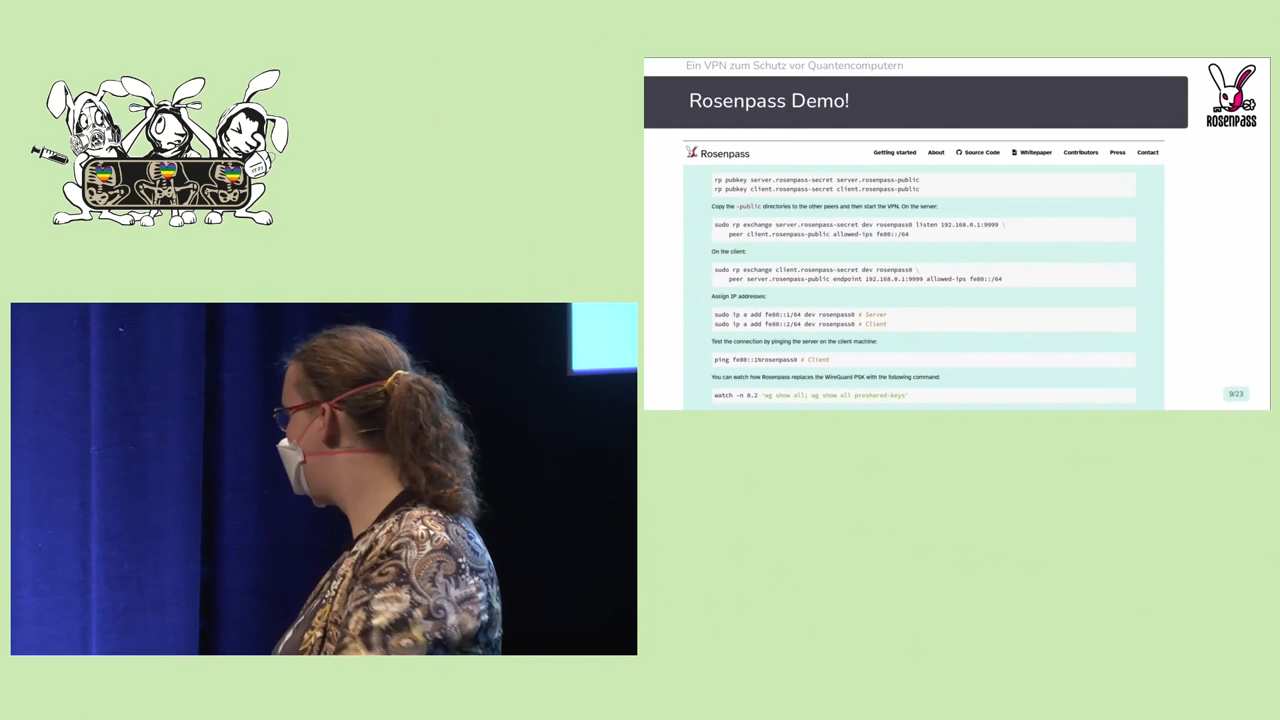 Ein VPN zum Schutz vor Quantencomputern
Rosenpass Demo!
ROSENPASS
Rosenpass
Getting started About Source Code Whitepaper Contributors Press Contact
rp pubkey server.rosenpass-secret server.rosenpass-public
rp pubkey client.rosenpass-secret client.rosenpass-public
Copy the -public directories to the other peers and then start the VPN. On the server:
sudo rp exchange server.rosenpass-secret dev rosenpass0 listen 192.168.0.1:9999 \
peer client.rosenpass-public allowed-ips fe80::/64
On the client:
sudo rp exchange client.rosenpass-secret dev rosenpass0 \
peer server.rosenpass-public endpoint 192.168.0.1:9999 allowed-ips fe80::/64
Assign IP addresses:
sudo ip a add fe80::1/64 dev rosenpass0 # Server
sudo ip a add fe80::2/64 dev rosenpass0 # Client
Test the connection by pinging the server on the client machine:
ping fe80::1%rosenpass0 # Client
You can watch how Rosenpass replaces the WireGuard PSK with the following command:
watch -n 0.2 'wg show all; wg show all preshared-keys'
9/23